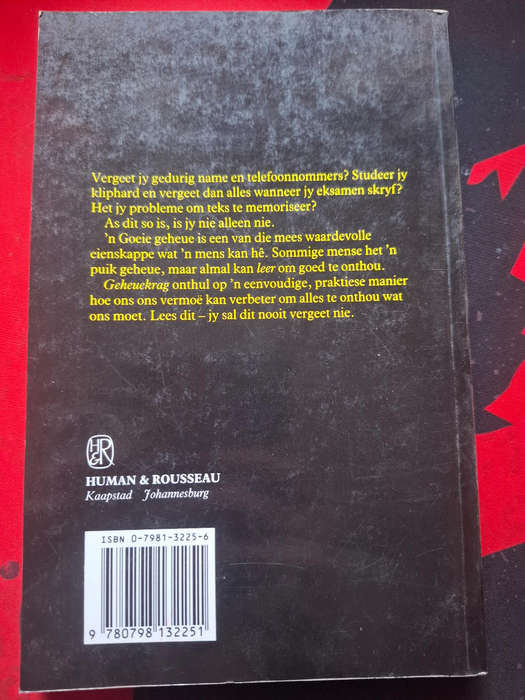 Vergeet jy gedurig name en telefoonnommers? Studeer jy
kliphard en vergeet dan alles wanneer jy eksamen skryf?
Het jy probleme om teks te memoriseer?
As dit so is, is jy nie alleen nie.
'n Goeie geheue is een van die mees waardevolle
eienskappe wat 'n mens kan hê. Sommige mense het 'n
puik geheue, maar almal kan leer om goed te onthou.
Geheuekrag onthul op 'n eenvoudige, praktiese manier
hoe ons ons vermoë kan verbeter om alles te onthou wat
ons moet. Lees dit – jy sal dit nooit vergeet nie.
H&R
HUMAN & ROUSSEAU
Kaapstad Johannesburg
ISBN 0-7981-3225-6
9 780798 132251